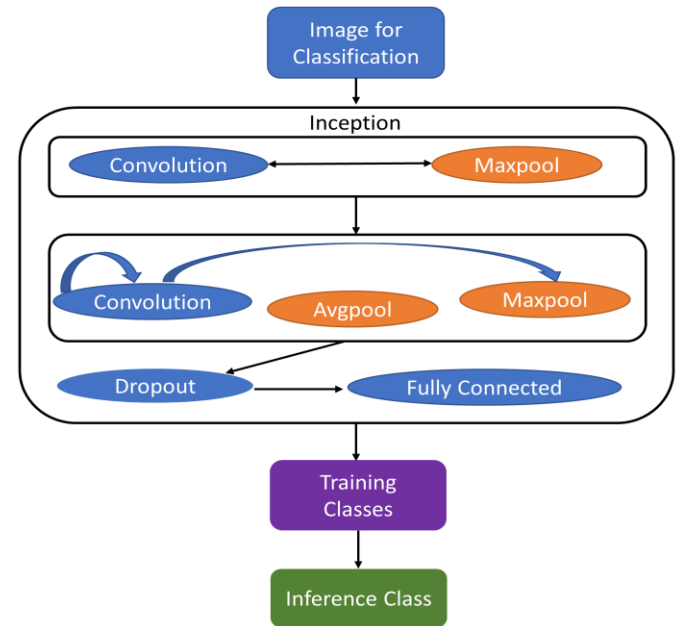 Image for
Classification
Inception
Convolution
Maxpool
Convolution
Avgpool
Maxpool
Dropout
Fully Connected
Training
Classes
Inference Class